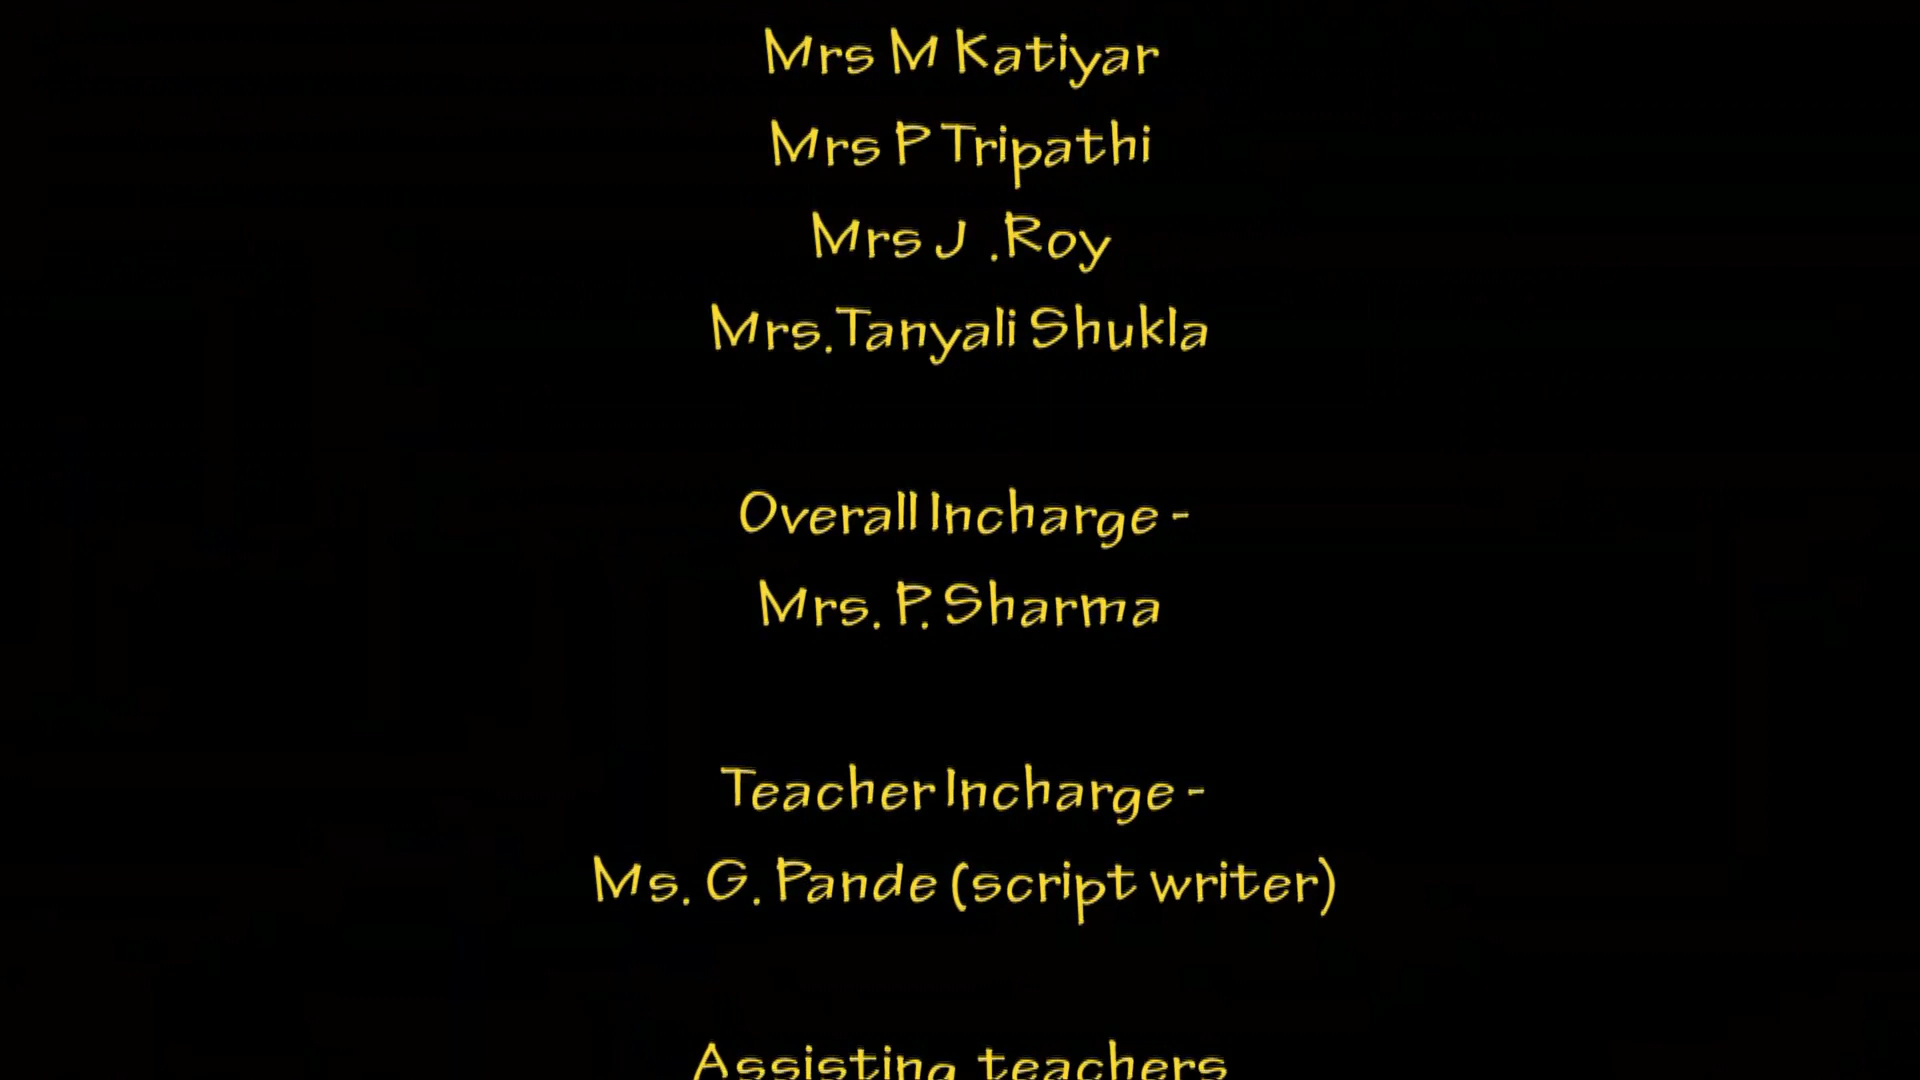 Mrs M Katiyar
Mrs P Tripathi
Mrs J .Roy
Mrs.Tanyali Shukla
Overall Incharge -
Mrs. P. Sharma
Teacher Incharge -
Ms. G. Pande (script writer)
Assisting teachers